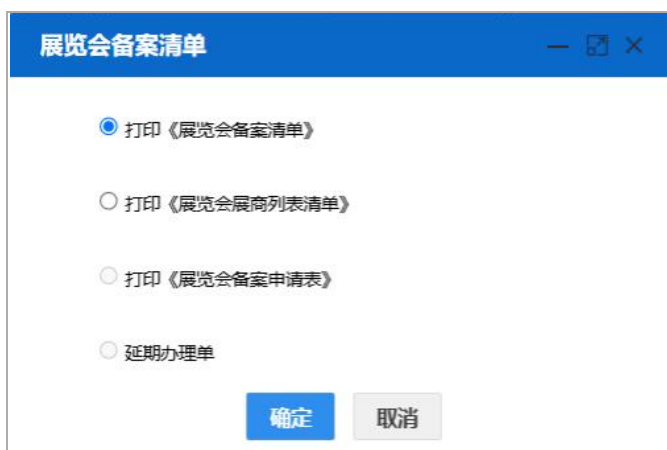 展览会备案清单
打印《展览会备案清单》
打印《展览会展商列表清单》
打印《展览会备案申请表》
延期办理单
确定 取消